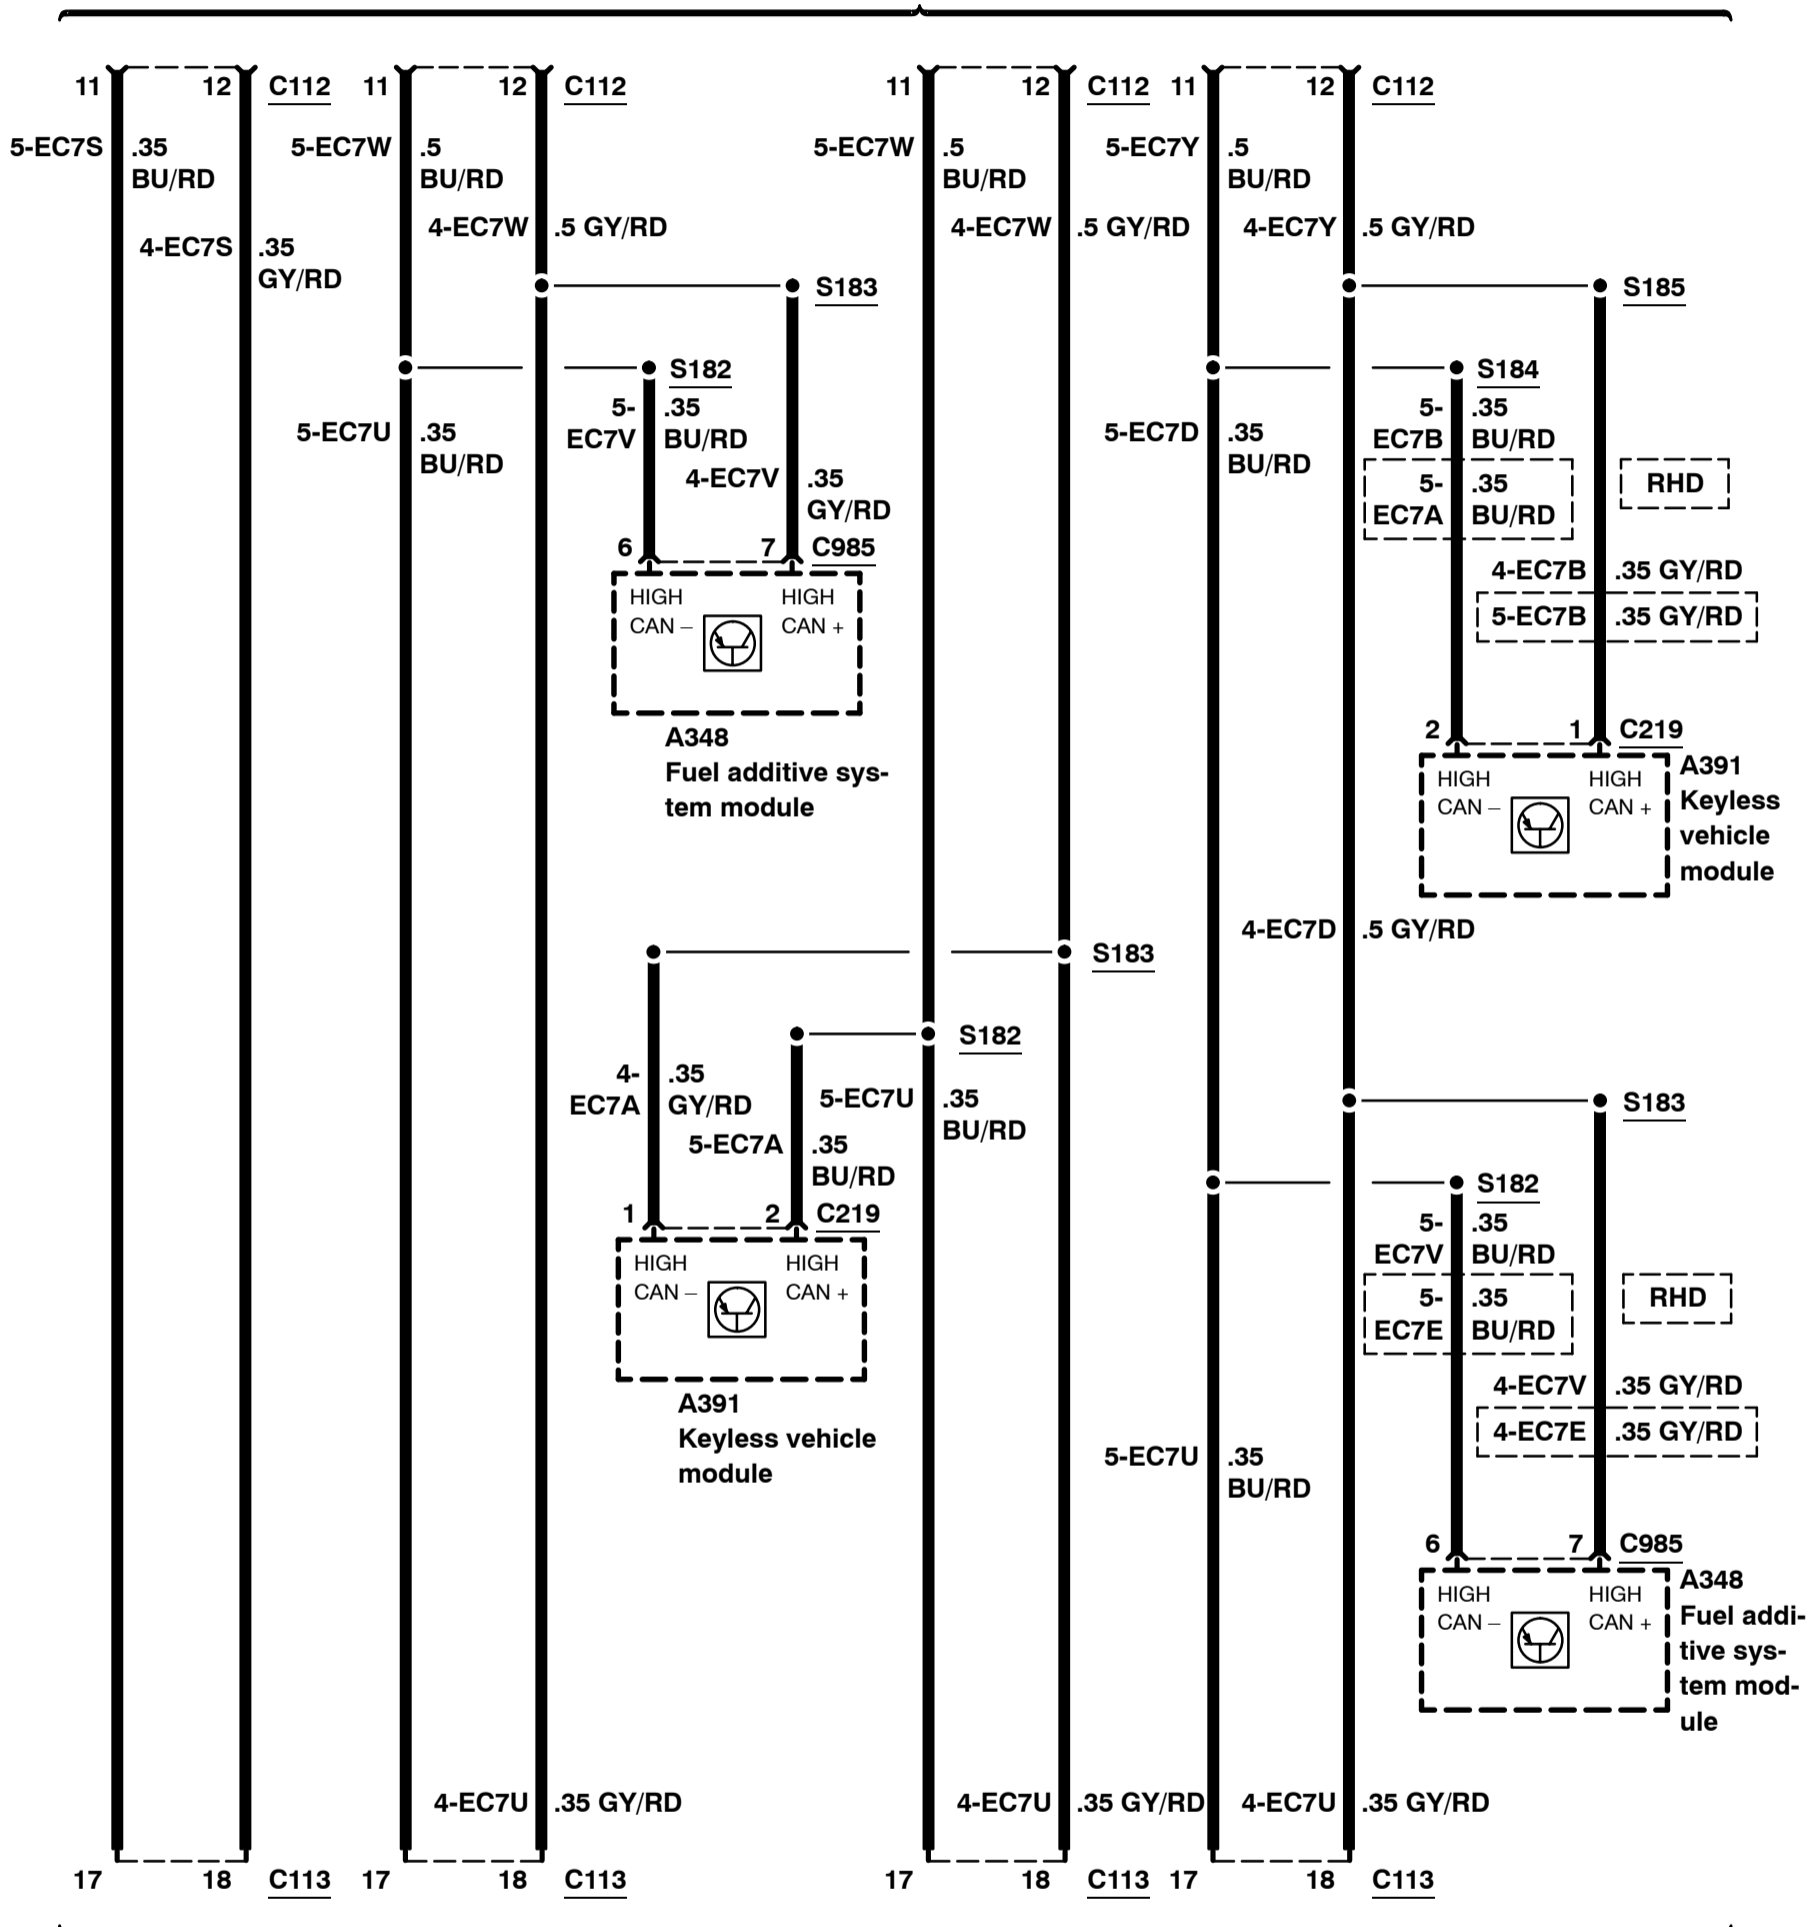 11 12 C112 11 12 C112 11 12 C112 11 12 C112
5-EC7S .35 5-EC7W .5 5-EC7W .5 5-EC7Y .5
BU/RD BU/RD BU/RD BU/RD
4-EC7W .5 GY/RD 4-EC7W .5 GY/RD 4-EC7Y .5 GY/RD
4-EC7S .35
GY/RD
S183 S185
S182 S184
5- .35 5- .35
5-EC7U .35 EC7V BU/RD 5-EC7D .35 EC7B BU/RD
BU/RD BU/RD
4-EC7V .35 5- .35 RHD
GY/RD EC7A BU/RD
6 7 C985
4-EC7B .35 GY/RD
HIGH HIGH
5-EC7B .35 GY/RD
CAN – CAN +
2 1 C219
A348
A391
Fuel additive sys-
HIGH HIGH
Keyless
tem module
CAN – CAN +
vehicle
module
4-EC7D .5 GY/RD
S183
S182
4- .35
EC7A GY/RD
5-EC7U .35
BU/RD
S183
5-EC7A .35
BU/RD
S182
1 2 C219
5- .35
EC7V BU/RD
HIGH HIGH
CAN – CAN +
5- .35 RHD
EC7E BU/RD
4-EC7V .35 GY/RD
A391
Keyless vehicle
module
4-EC7E .35 GY/RD
5-EC7U .35
BU/RD
6 7 C985
A348
HIGH HIGH
Fuel addi-
CAN – CAN +
tive sys-
tem mod-
ule
4-EC7U .35 GY/RD 4-EC7U .35 GY/RD 4-EC7U .35 GY/RD
17 18 C113 17 18 C113 17 18 C113 17 18 C113